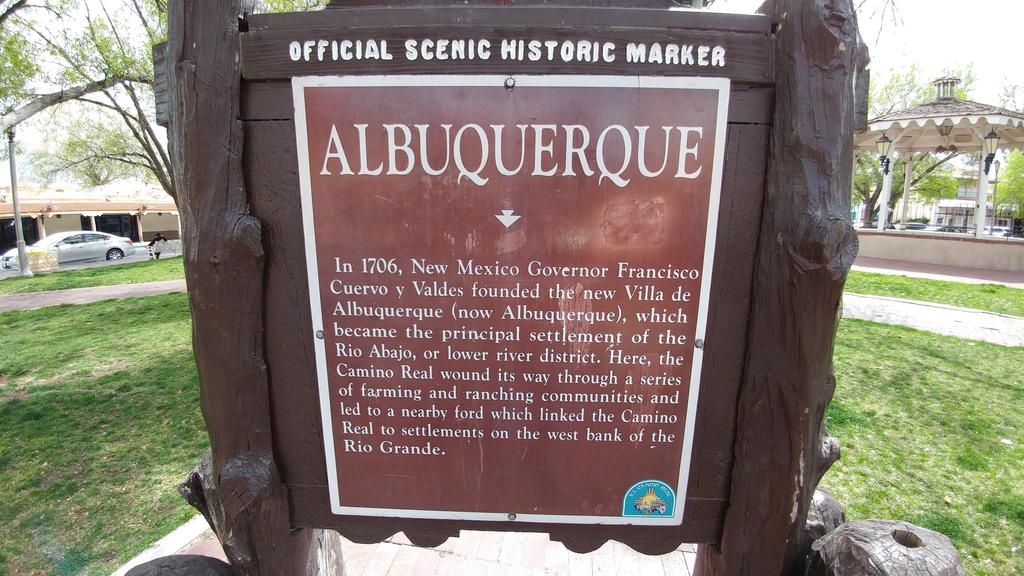 OFFICIAL SCENIC HISTORIC MARKER
ALBUQUERQUE
In 1706, New Mexico Governor Francisco
Cuervo y Valdes founded the new Villa de
Albuquerque (now Albuquerque), which
became the principal settlement of the
Rio Abajo, or lower river district. Here, the
Camino Real wound its way through a series
of farming and ranching communities and
led to a nearby ford which linked the Camino
Real to settlements on the west bank of the
Rio Grande.
EL CAMINO REAL